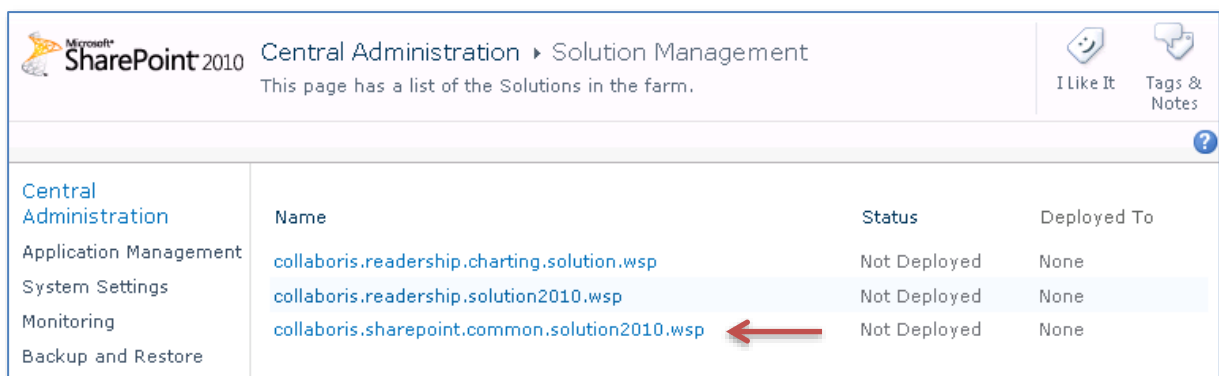 Microsoft®
SharePoint 2010
Central Administration ▸ Solution Management
This page has a list of the Solutions in the farm.
I Like It
Tags &
Notes
?
Central
Administration
Application Management
System Settings
Monitoring
Backup and Restore
Name Status Deployed To
collaboris.readership.charting.solution.wsp Not Deployed None
collaboris.readership.solution2010.wsp Not Deployed None
collaboris.sharepoint.common.solution2010.wsp Not Deployed None